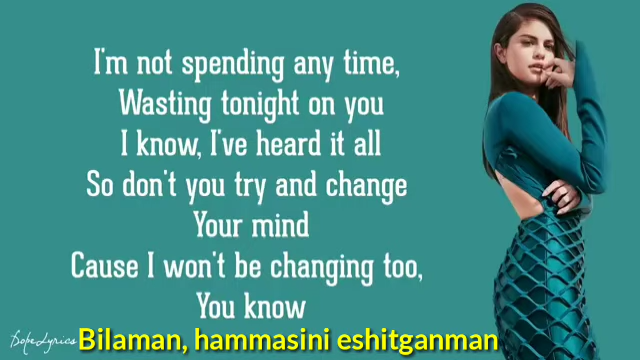 I'm not spending any time,
Wasting tonight on you
I know, I've heard it all
So don't you try and change
Your mind
Cause I won't be changing too,
You know
BopeLyrics
Bilaman, hammasini eshitganman